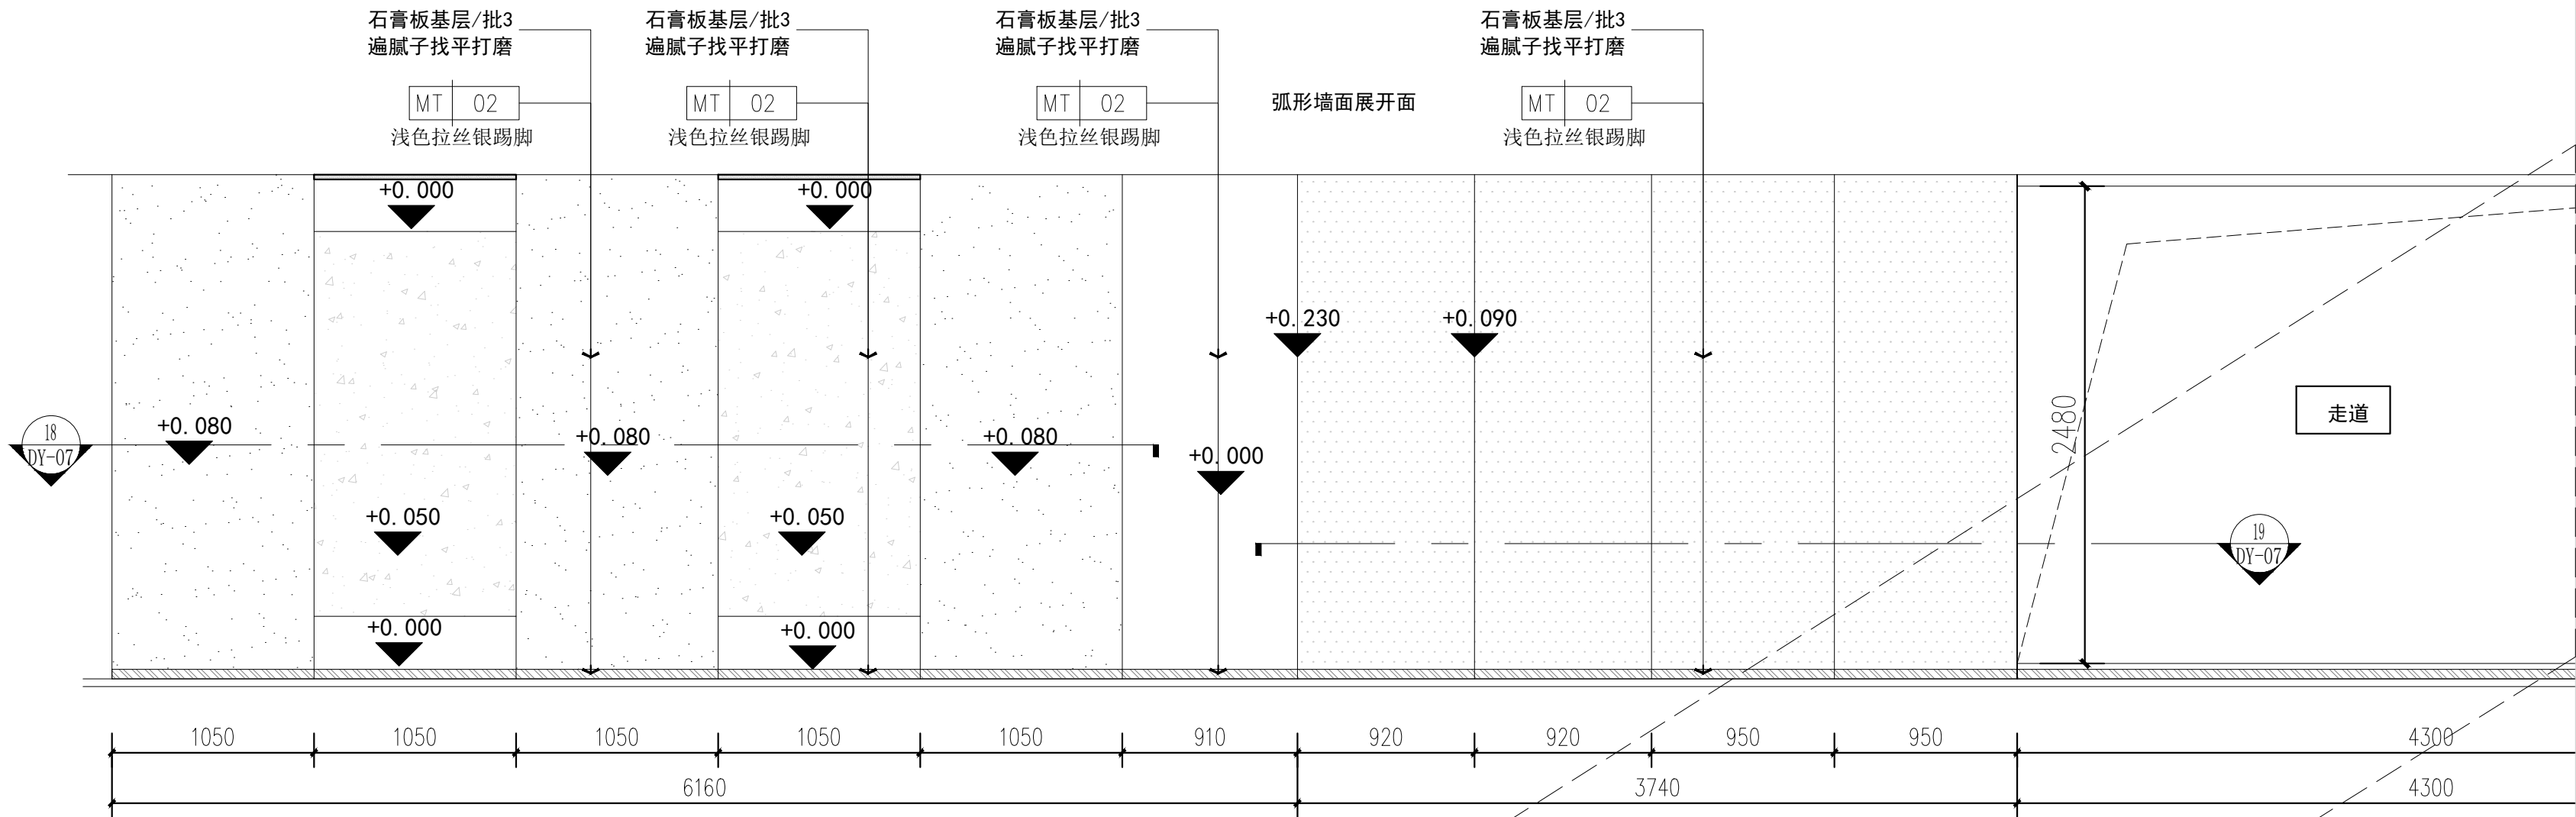 石膏板基层/批3
遍腻子找平打磨
石膏板基层/批3
遍腻子找平打磨
石膏板基层/批3
遍腻子找平打磨
石膏板基层/批3
遍腻子找平打磨
MT 02
浅色拉丝银踢脚
MT 02
浅色拉丝银踢脚
MT 02
浅色拉丝银踢脚
弧形墙面展开面
MT 02
浅色拉丝银踢脚
+0.000
+0.000
+0.230
+0.090
2480
走道
18
DY-07
+0.080
+0.080
+0.080
+0.000
+0.050
+0.050
19
DY-07
+0.000
+0.000
1050 1050 1050 1050 1050 910 920 920 950 950 4300
6160 3740 4300